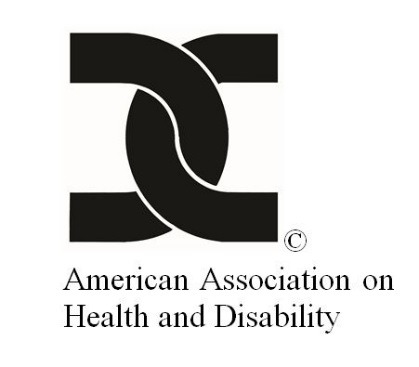 ©
American Association on
Health and Disability